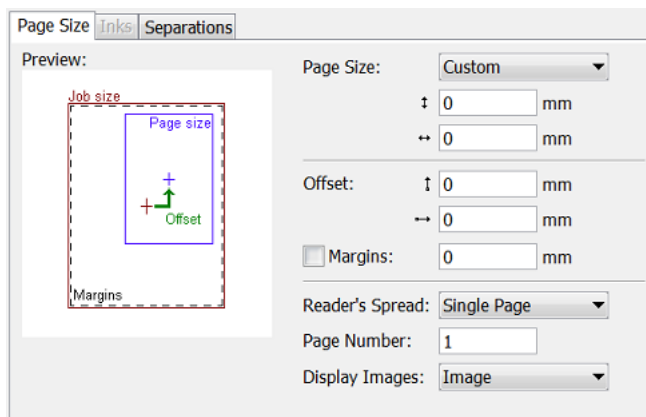 Page Size Inks Separations
Preview:
Job size
Page size
Offset
Margins
Page Size: Custom
0 mm
0 mm
Offset: 0 mm
0 mm
Margins: 0 mm
Reader's Spread: Single Page
Page Number: 1
Display Images: Image